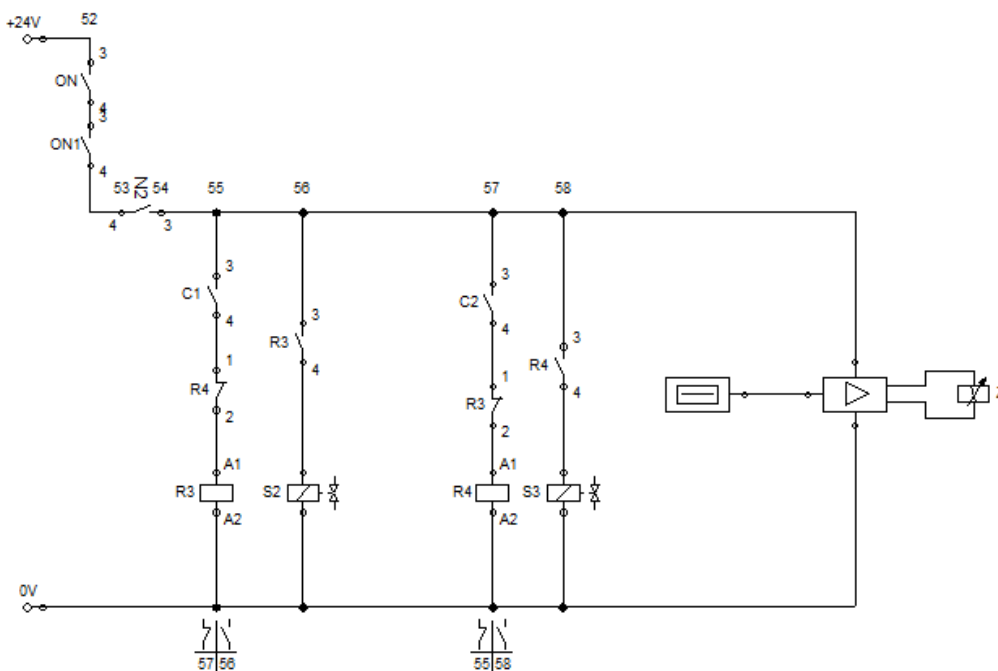 52
+24V
3
ON
4
3
ON1
4
53 N2 54 55 56 57 58
4 3
3 3
C1 C2
4 4
3 3
R3 R4
4 4
1 1
R4 R3
2 2
A1 A1
R3 S2 R4 S3
A2 A2
0V
57 56 55 58